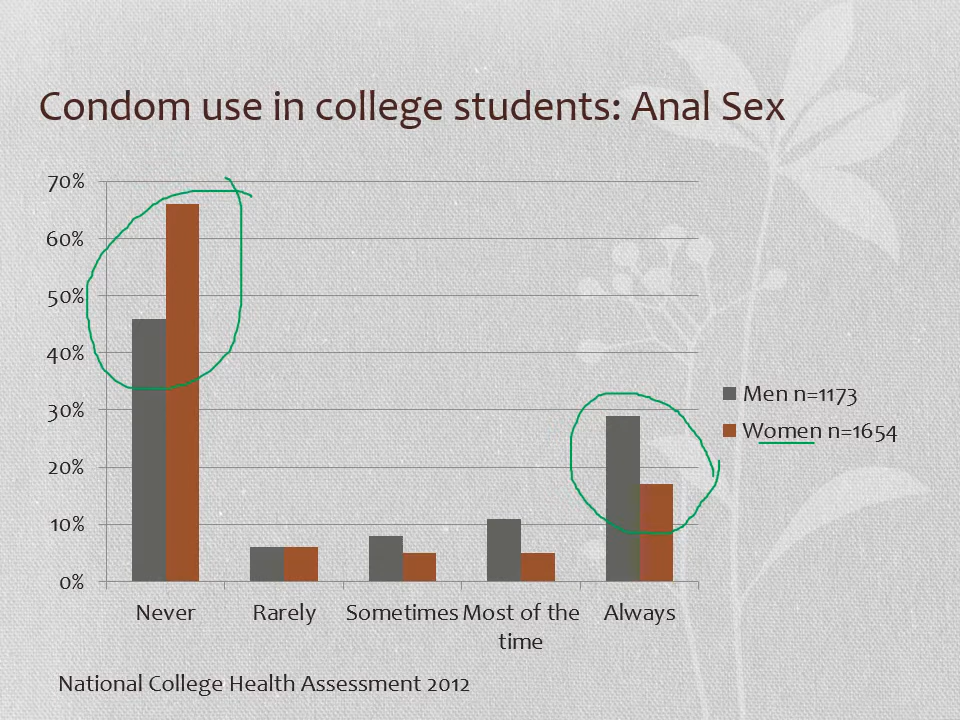 Condom use in college students: Anal Sex
70%
60%
50%
40%
30%
20%
10%
0%
Never
Rarely
Sometimes
Most of the
time
Always
Men n=1173
Women n=1654
National College Health Assessment 2012